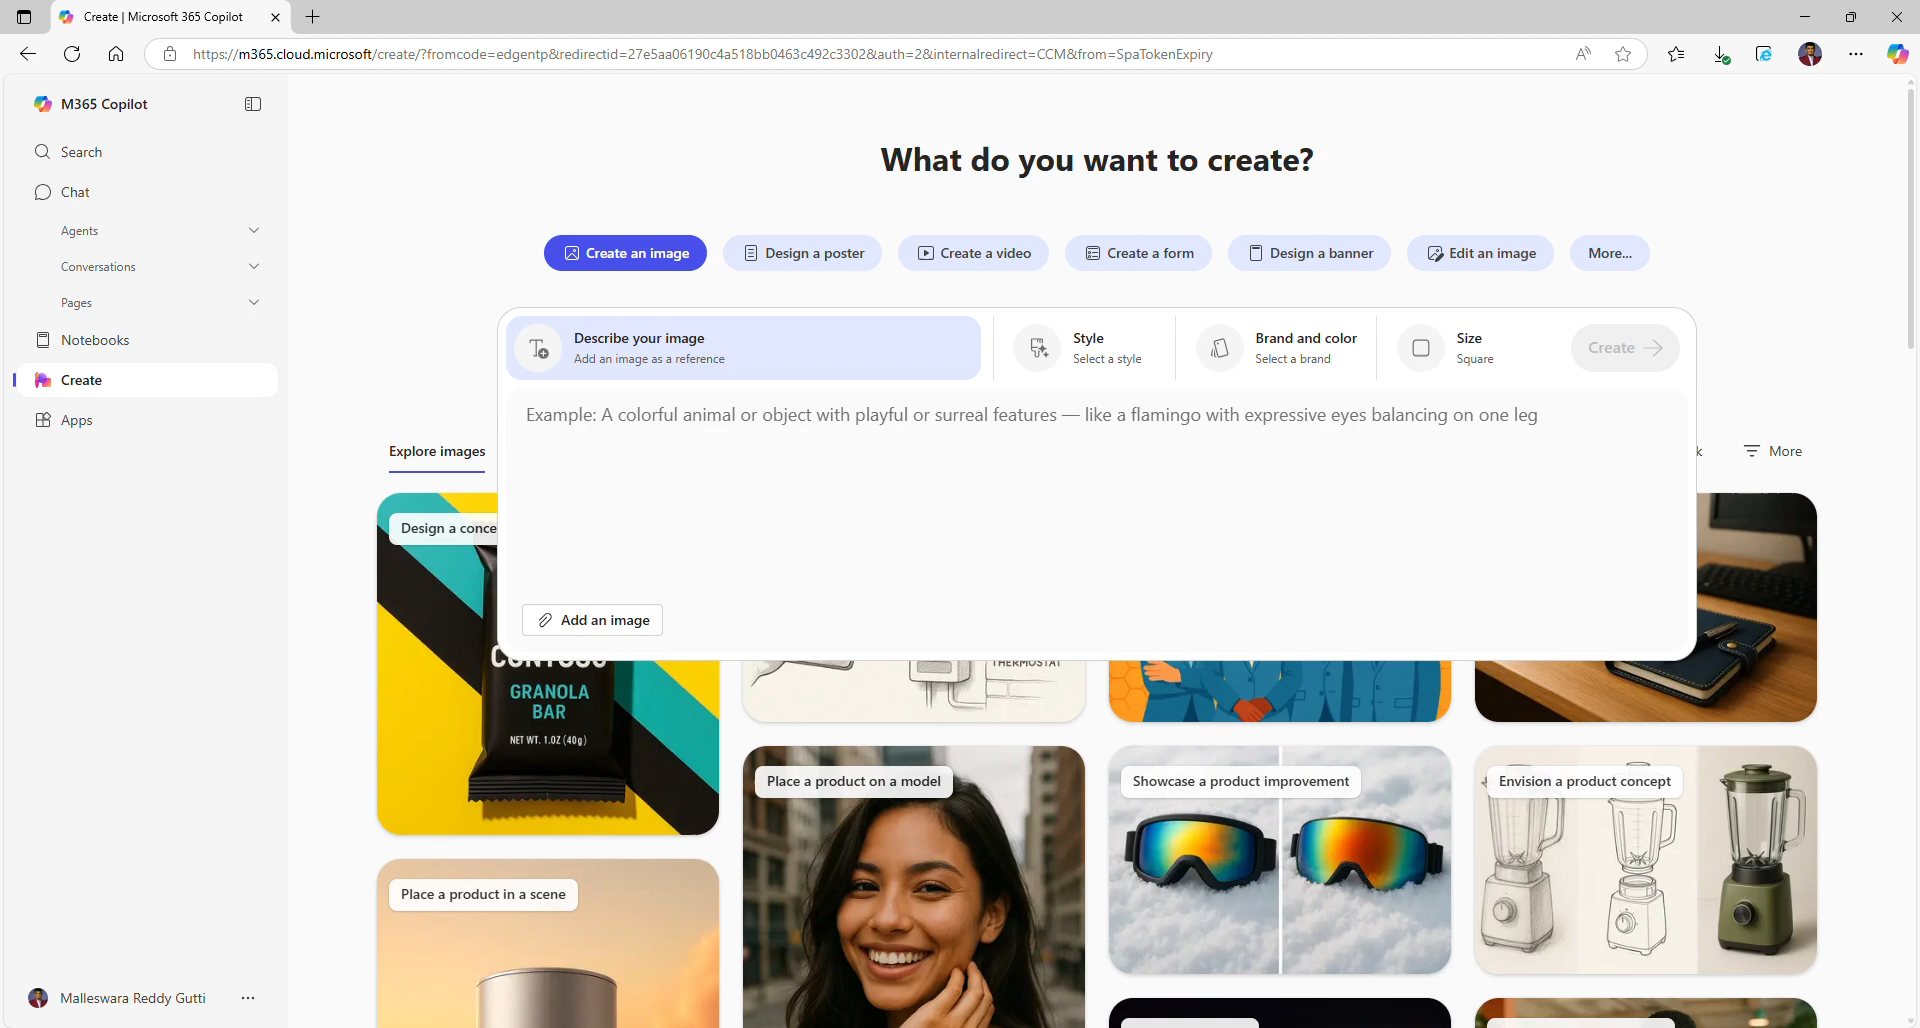 Create | Microsoft 365 Copilot
https://m365.cloud.microsoft/create/?fromcode=edgentp&redirectid=27e5aa06190c4a518bb0463c492c3302&auth=2&internalredirect=CCM&from=SpaTokenExpiry
M365 Copilot
Search
Chat
Agents
Conversations
Pages
Notebooks
Create
Apps
Malleswara Reddy Gutti
What do you want to create?
Create an image
Design a poster
Create a video
Create a form
Design a banner
Edit an image
More...
Describe your image
Add an image as a reference
Style
Select a style
Brand and color
Select a brand
Size
Square
Create
Example: A colorful animal or object with playful or surreal features — like a flamingo with expressive eyes balancing on one leg
Add an image
Explore images
k
More
Design a conce
CONTOSO
GRANOLA
BAR
NET WT. 1.0Z (40g)
THERMOSTAT
Place a product on a model
Showcase a product improvement
Envision a product concept
Place a product in a scene